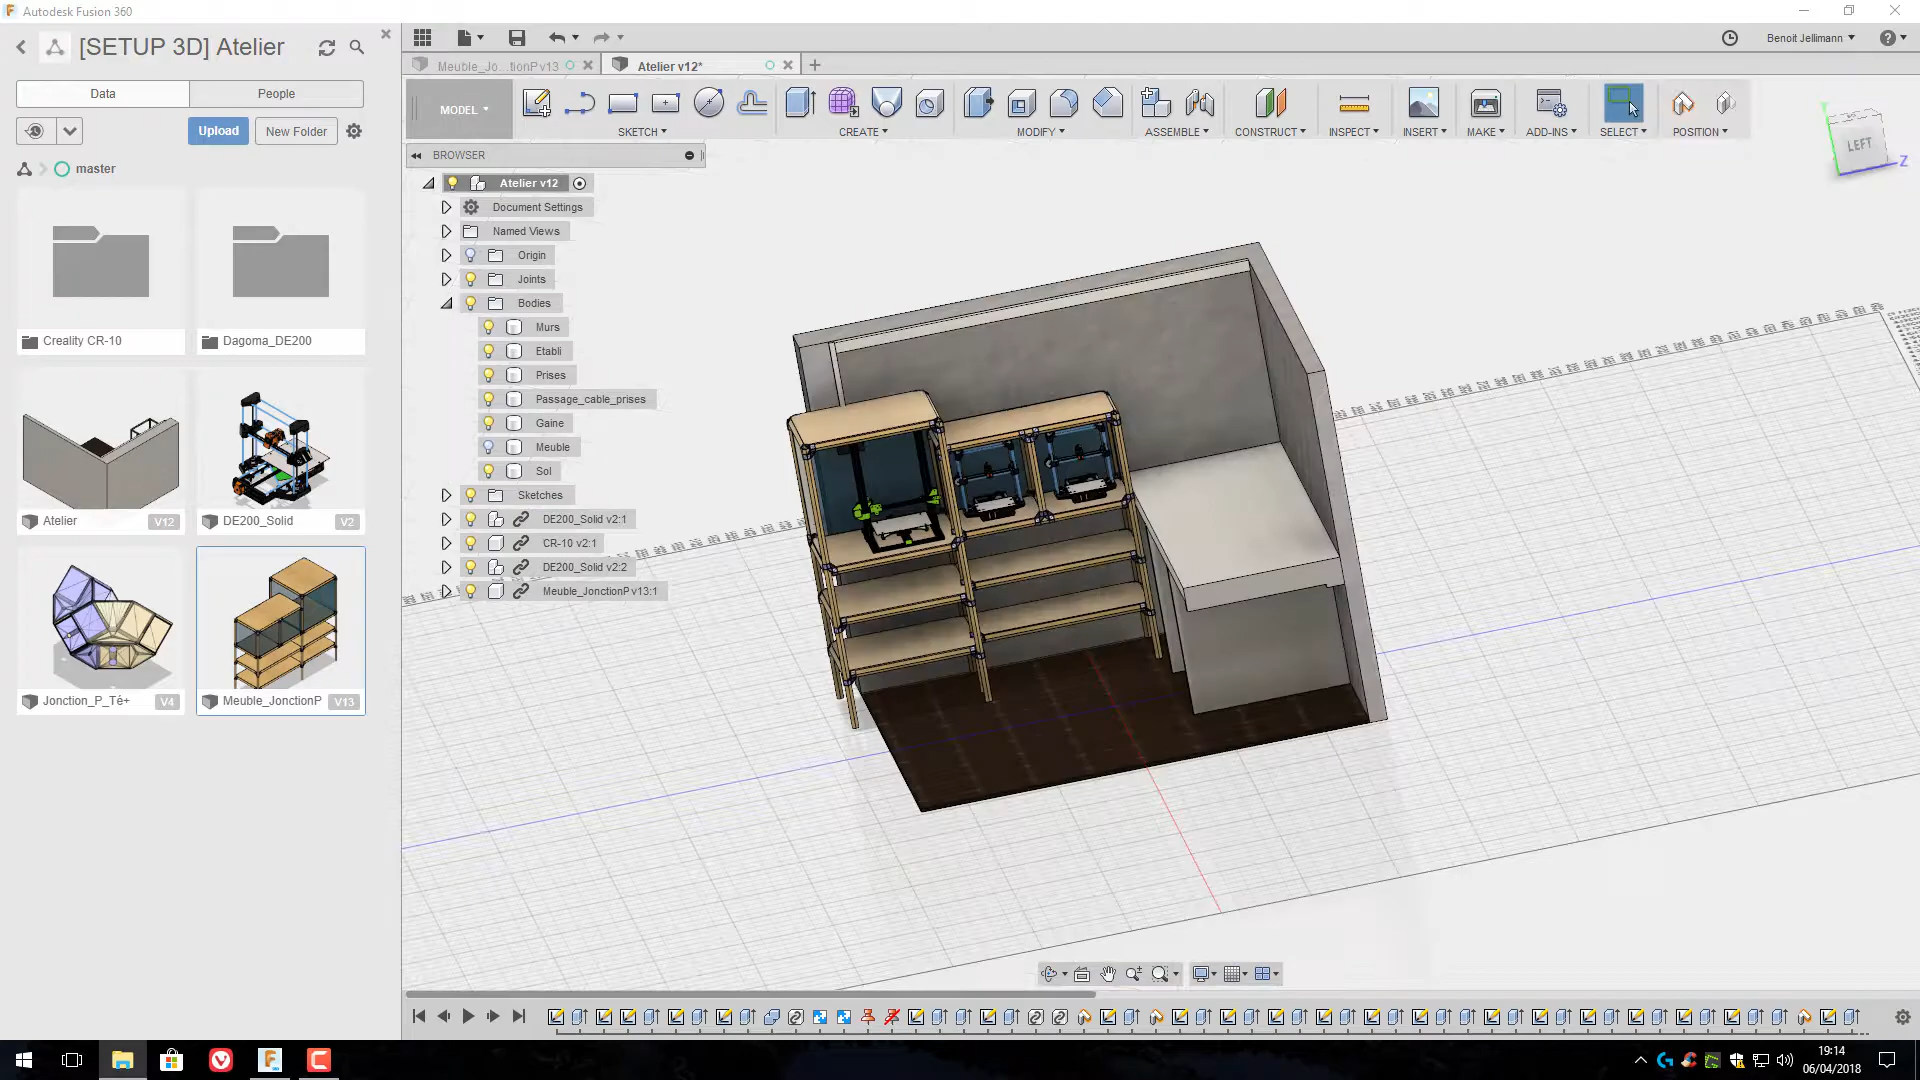 Autodesk Fusion 360
[SETUP 3D] Atelier
Data
People
Upload
New Folder
master
Creality CR-10
Dagoma_DE200
Atelier
V12
DE200_Solid
V2
Jonction_P_Té+
V4
Meuble_JonctionP
V13
Benoit Jellimann
Meuble_Jo...tionP v13
Atelier v12*
MODEL
SKETCH
CREATE
MODIFY
ASSEMBLE
CONSTRUCT
INSPECT
INSERT
MAKE
ADD-INS
SELECT
POSITION
BROWSER
Atelier v12
Document Settings
Named Views
Origin
Joints
Bodies
Murs
Etabli
Prises
Passage_cable_prises
Gaine
Meuble
Sol
Sketches
DE200_Solid v2:1
CR-10 v2:1
DE200_Solid v2:2
Meuble_JonctionP v13:1
LEFT
Z
19:14
06/04/2018